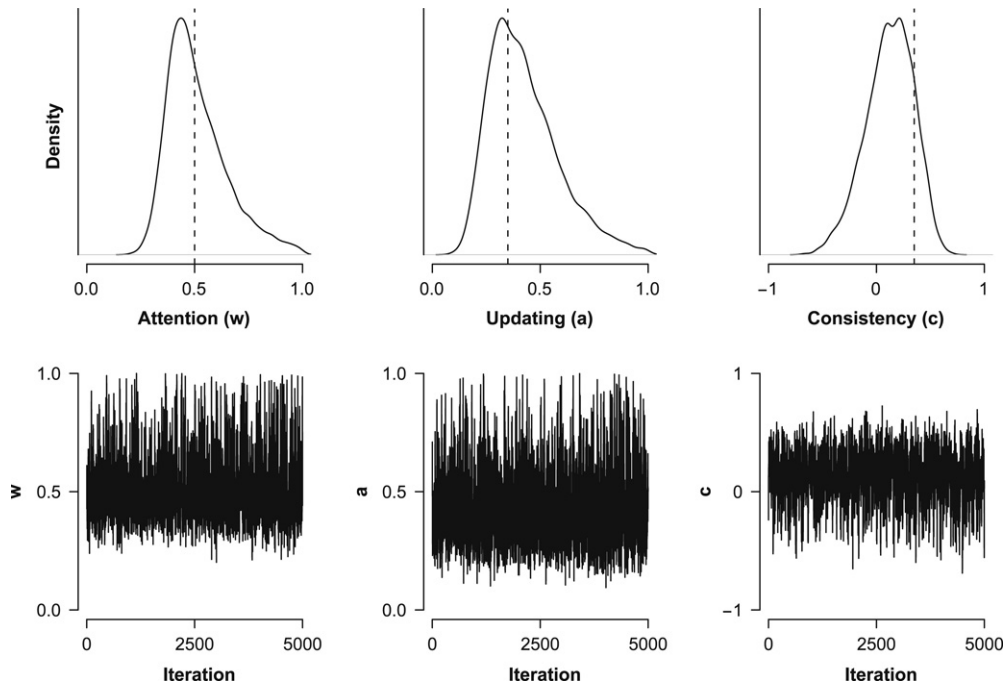 Density
0.0 0.5 1.0 0.0 0.5 1.0 −1 0 1
Attention (w) Updating (a) Consistency (c)
1.0 1.0 1
w 0.5 a 0.5 c 0
0.0 0.0 −1
0 2500 5000 0 2500 5000 0 2500 5000
Iteration Iteration Iteration